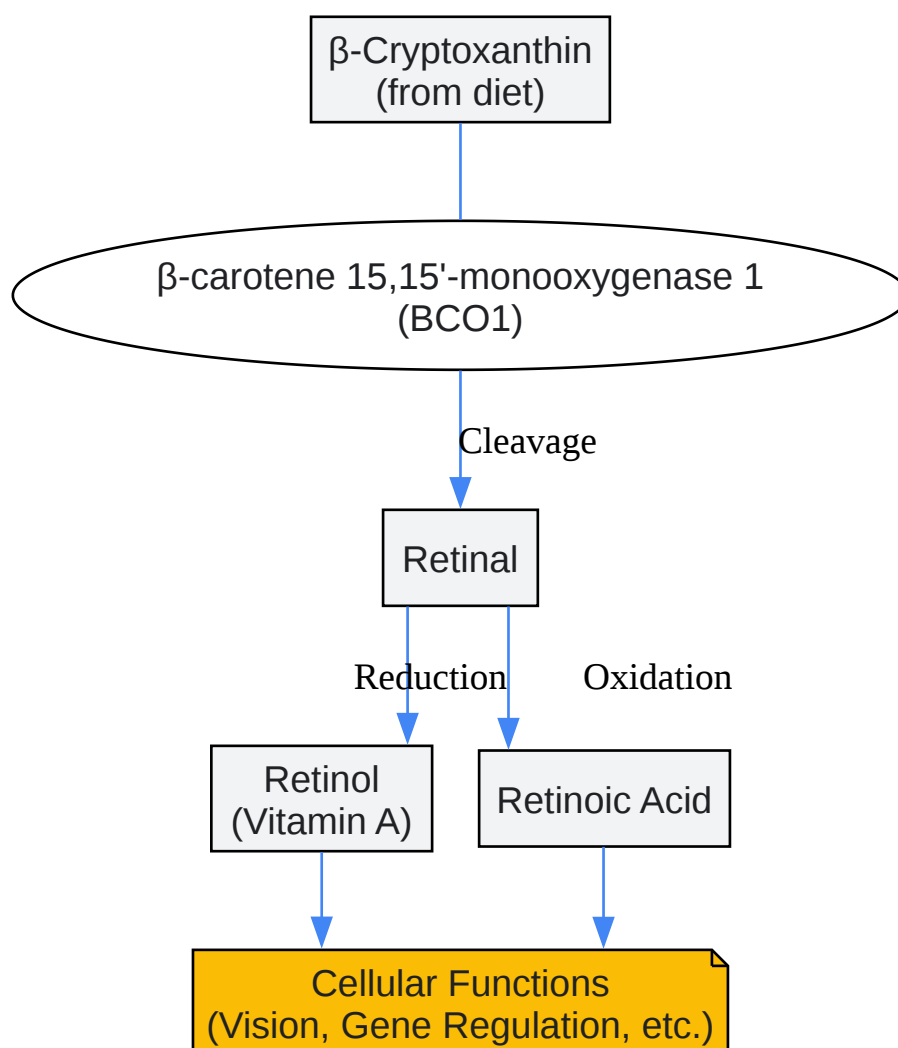 β-Cryptoxanthin
(from diet)
β-carotene 15,15'-monooxygenase 1
(BCO1)
Cleavage
Retinal
Reduction
Oxidation
Retinol
(Vitamin A)
Retinoic Acid
Cellular Functions
(Vision, Gene Regulation, etc.)